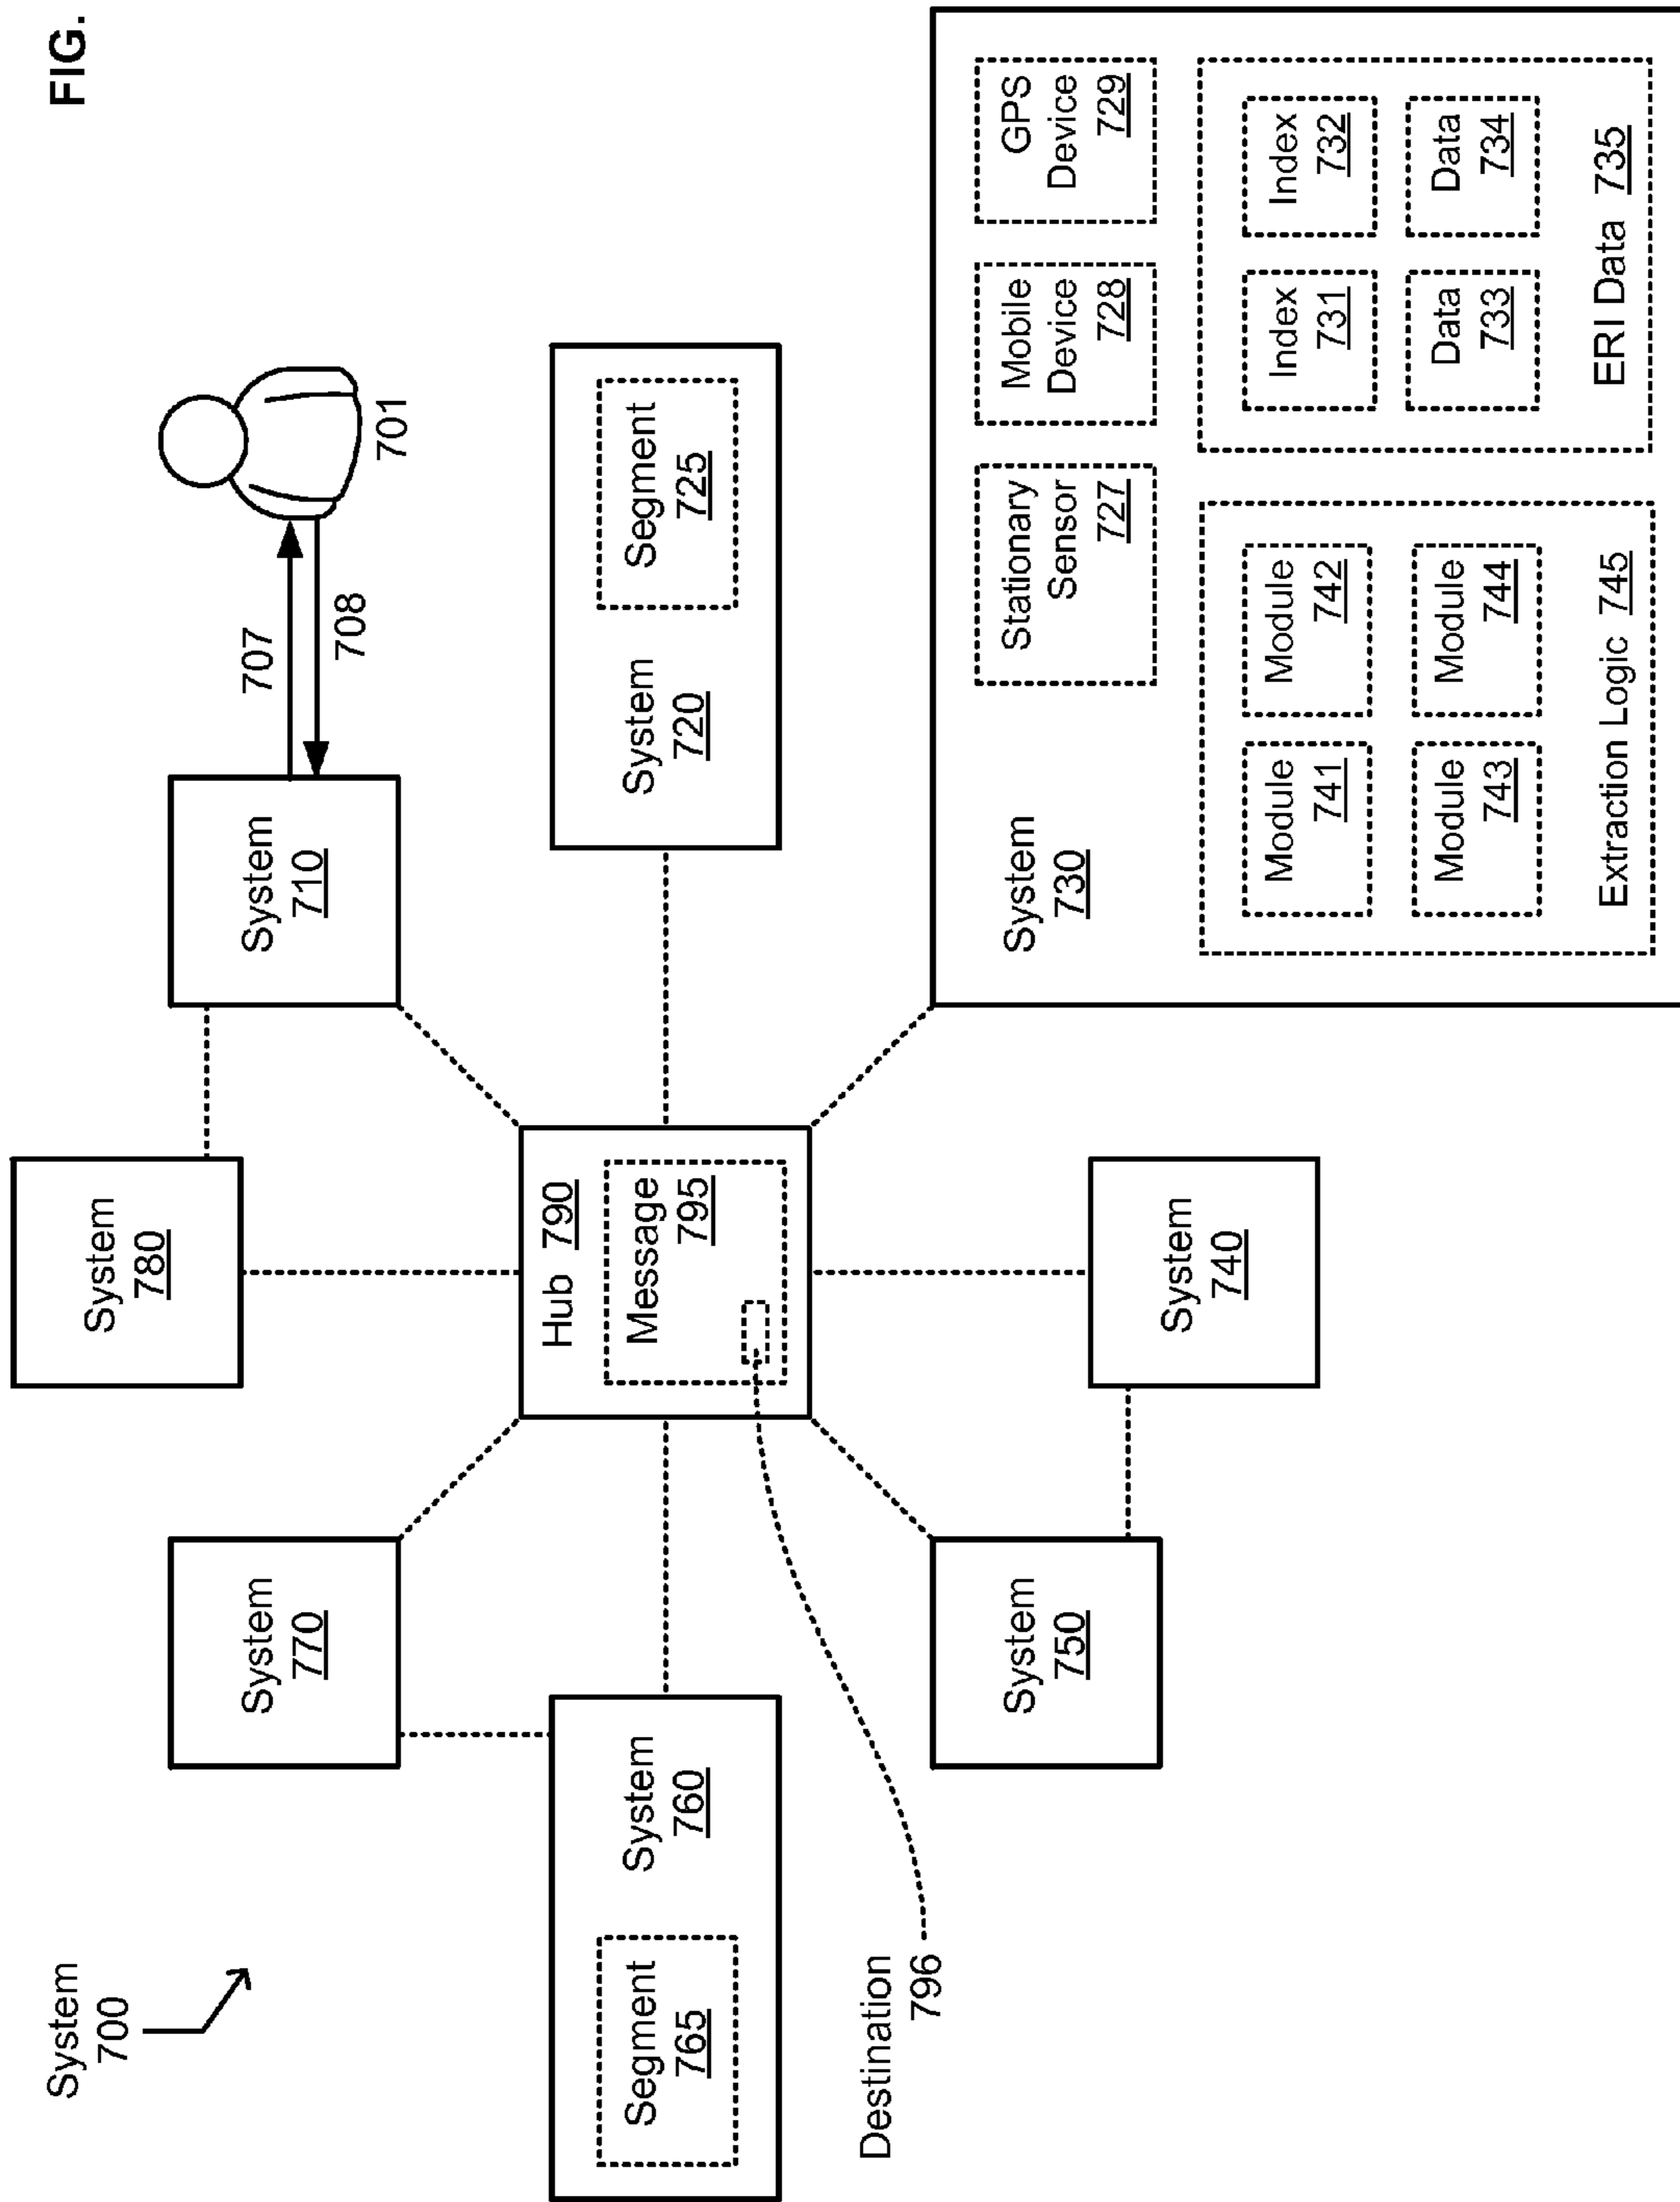 FIG.
System
700
System
780
System
770
System
710
707
708
701
Segment
765
System
760
Hub 790
Message
795
System
720
Segment
725
Destination
796
System
750
System
740
System
730
Stationary
Sensor
727
Mobile
Device
728
GPS
Device
729
Module
741
Module
742
Module
743
Module
744
Extraction Logic 745
Index
731
Index
732
Data
733
Data
734
ERI Data 735